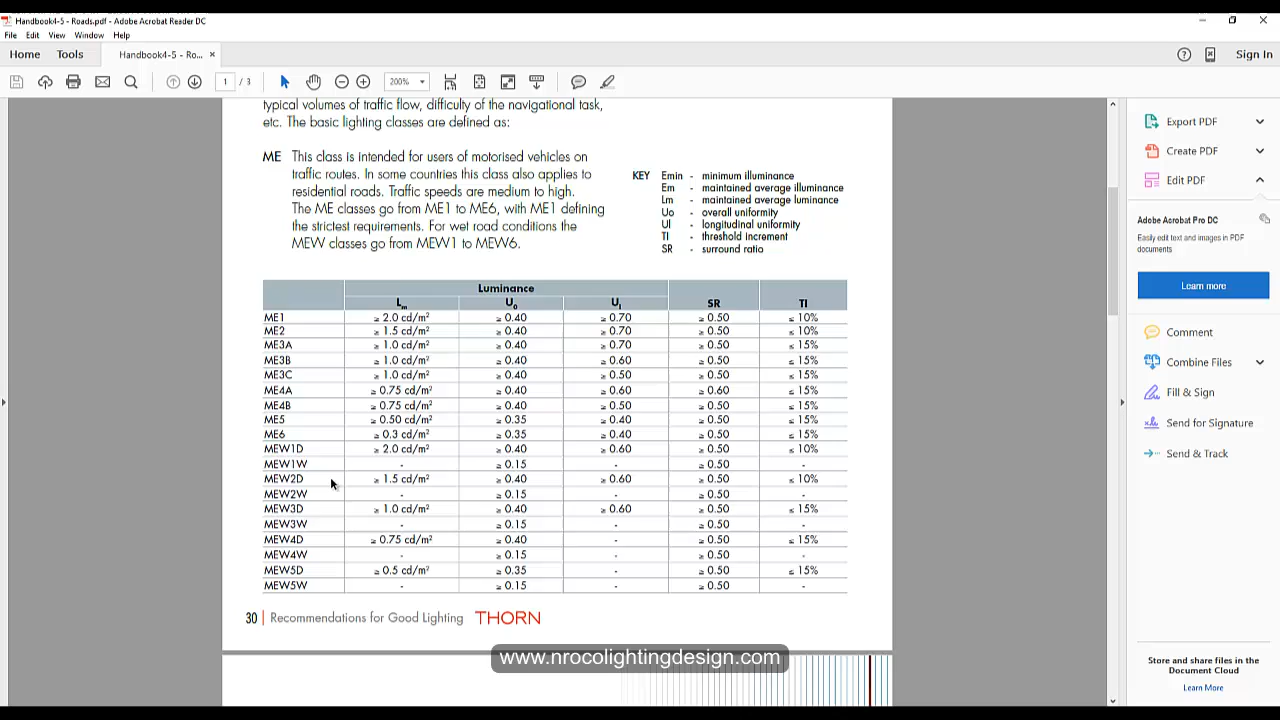 Handbook4-5 - Roads.pdf - Adobe Acrobat Reader DC
File Edit View Window Help
Home Tools Handbook4-5 - Ro... × Sign In
1 / 3 200%
typical volumes of traffic flow, difficulty of the navigational task,
etc. The basic lighting classes are defined as:
ME This class is intended for users of motorised vehicles on
traffic routes. In some countries this class also applies to
residential roads. Traffic speeds are medium to high.
The ME classes go from ME1 to ME6, with ME1 defining
the strictest requirements. For wet road conditions the
MEW classes go from MEW1 to MEW6.
KEY Emin - minimum illuminance
Em - maintained average illuminance
Lm - maintained average luminance
Uo - overall uniformity
Ul - longitudinal uniformity
TI - threshold increment
SR - surround ratio
Luminance
Lm Uo Ul SR TI
ME1 ≥ 2.0 cd/m² ≥ 0.40 ≥ 0.70 ≥ 0.50 ≤ 10%
ME2 ≥ 1.5 cd/m² ≥ 0.40 ≥ 0.70 ≥ 0.50 ≤ 10%
ME3A ≥ 1.0 cd/m² ≥ 0.40 ≥ 0.70 ≥ 0.50 ≤ 15%
ME3B ≥ 1.0 cd/m² ≥ 0.40 ≥ 0.60 ≥ 0.50 ≤ 15%
ME3C ≥ 1.0 cd/m² ≥ 0.40 ≥ 0.50 ≥ 0.50 ≤ 15%
ME4A ≥ 0.75 cd/m² ≥ 0.40 ≥ 0.60 ≥ 0.60 ≤ 15%
ME4B ≥ 0.75 cd/m² ≥ 0.40 ≥ 0.50 ≥ 0.50 ≤ 15%
ME5 ≥ 0.50 cd/m² ≥ 0.35 ≥ 0.40 ≥ 0.50 ≤ 15%
ME6 ≥ 0.3 cd/m² ≥ 0.35 ≥ 0.40 ≥ 0.50 ≤ 15%
MEW1D ≥ 2.0 cd/m² ≥ 0.40 ≥ 0.60 ≥ 0.50 ≤ 10%
MEW1W - ≥ 0.15 - ≥ 0.50 -
MEW2D ≥ 1.5 cd/m² ≥ 0.40 ≥ 0.60 ≥ 0.50 ≤ 10%
MEW2W - ≥ 0.15 - ≥ 0.50 -
MEW3D ≥ 1.0 cd/m² ≥ 0.40 ≥ 0.60 ≥ 0.50 ≤ 15%
MEW3W - ≥ 0.15 - ≥ 0.50 -
MEW4D ≥ 0.75 cd/m² ≥ 0.40 - ≥ 0.50 ≤ 15%
MEW4W - ≥ 0.15 - ≥ 0.50 -
MEW5D ≥ 0.5 cd/m² ≥ 0.35 - ≥ 0.50 ≤ 15%
MEW5W - ≥ 0.15 - ≥ 0.50 -
30 | Recommendations for Good Lighting THORN
www.nrocolightingdesign.com
Export PDF
Create PDF
Edit PDF
Adobe Acrobat Pro DC
Easily edit text and images in PDF
documents
Learn more
Comment
Combine Files
Fill & Sign
Send for Signature
Send & Track
Store and share files in the
Document Cloud
Learn More